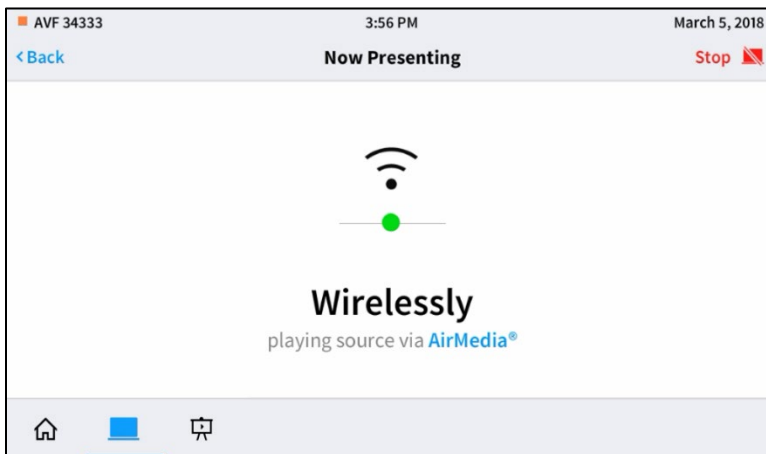 AVF 34333 3:56 PM March 5, 2018
<Back Now Presenting Stop
Wirelessly
playing source via AirMedia®